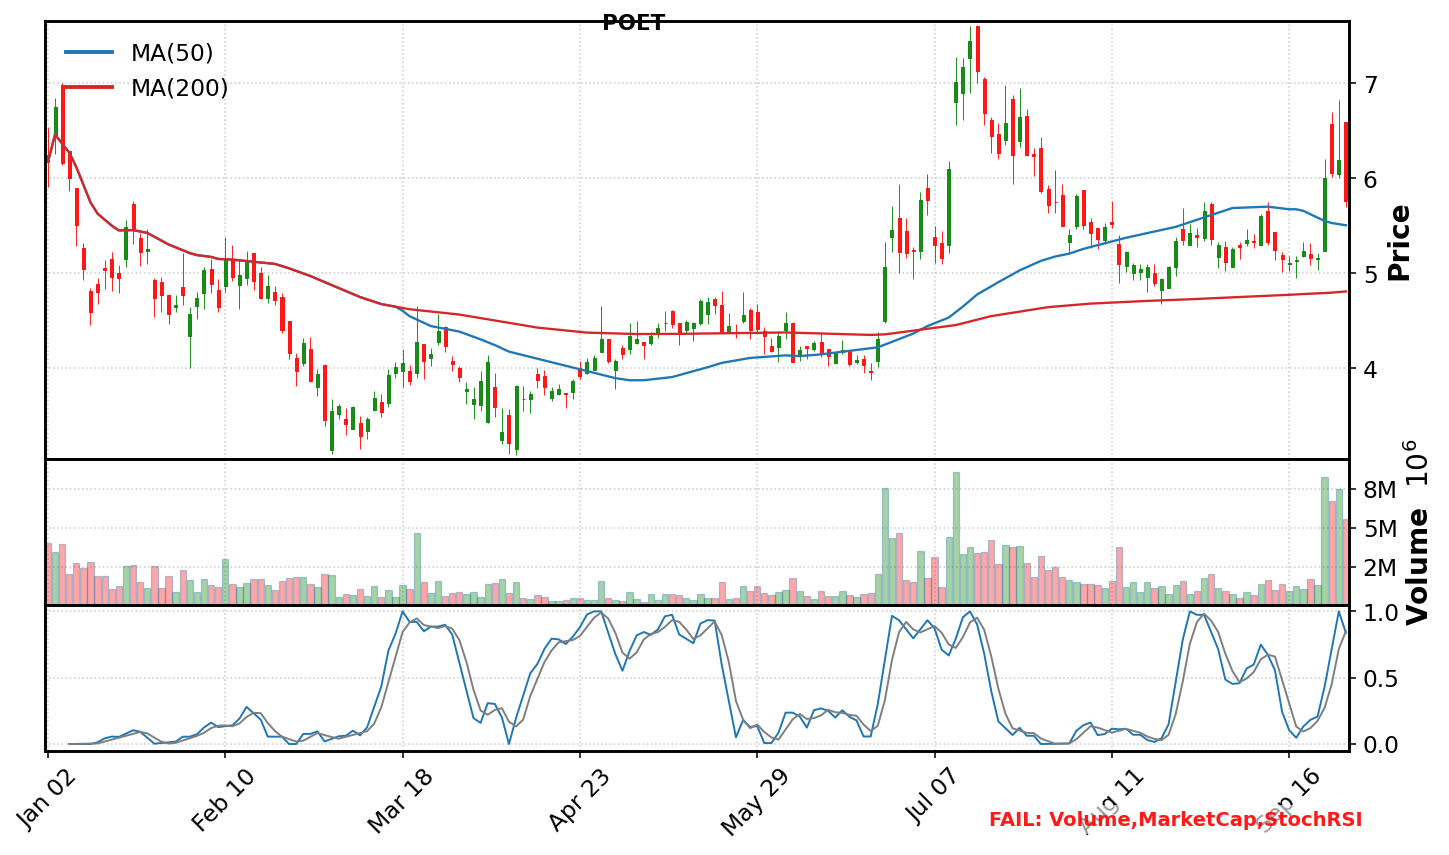 POET
MA(50)
MA(200)
7
6
5
4
Price
10⁶
8M
5M
2M
Volume
1.0
0.5
0.0
Jan 02
Feb 10
Mar 18
Apr 23
May 29
Jul 07
Aug 11
Sep 16
FAIL: Volume,MarketCap,StochRSI